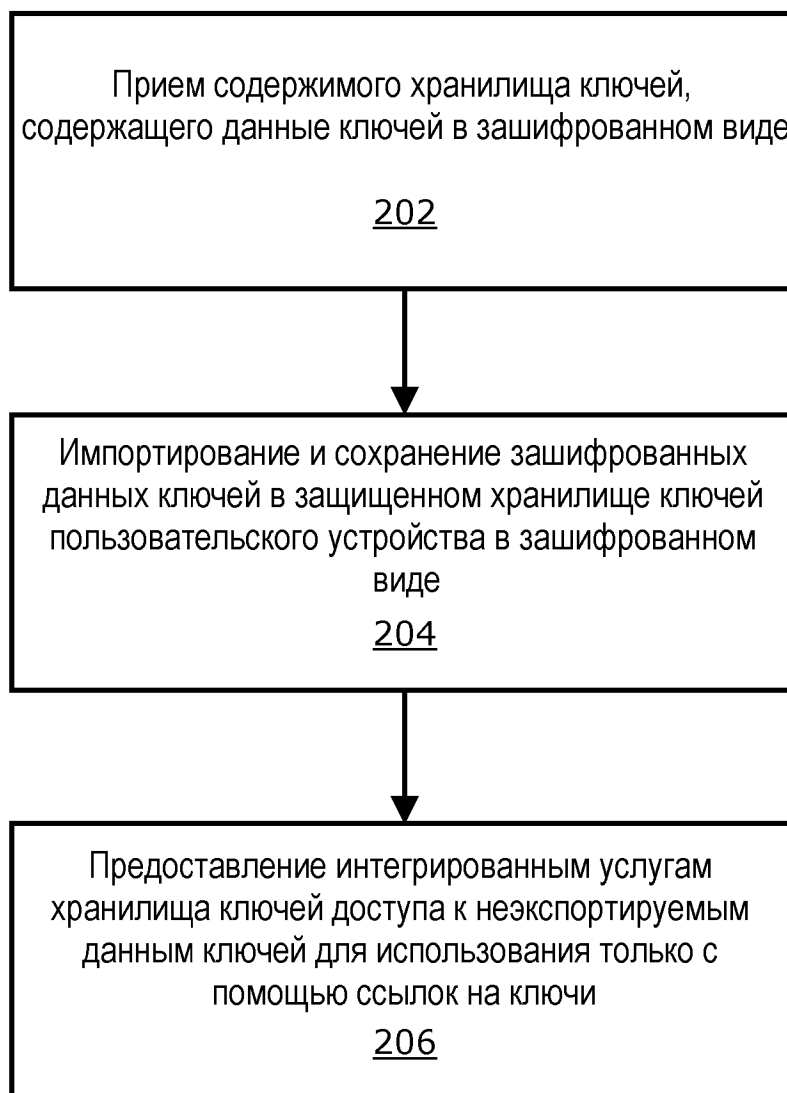 Прием содержимого хранилища ключей,
содержащего данные ключей в зашифрованном виде
202
Импортирование и сохранение зашифрованных
данных ключей в защищенном хранилище ключей
пользовательского устройства в зашифрованном
виде
204
Предоставление интегрированным услугам
хранилища ключей доступа к неэкспортируемым
данным ключей для использования только с
помощью ссылок на ключи
206